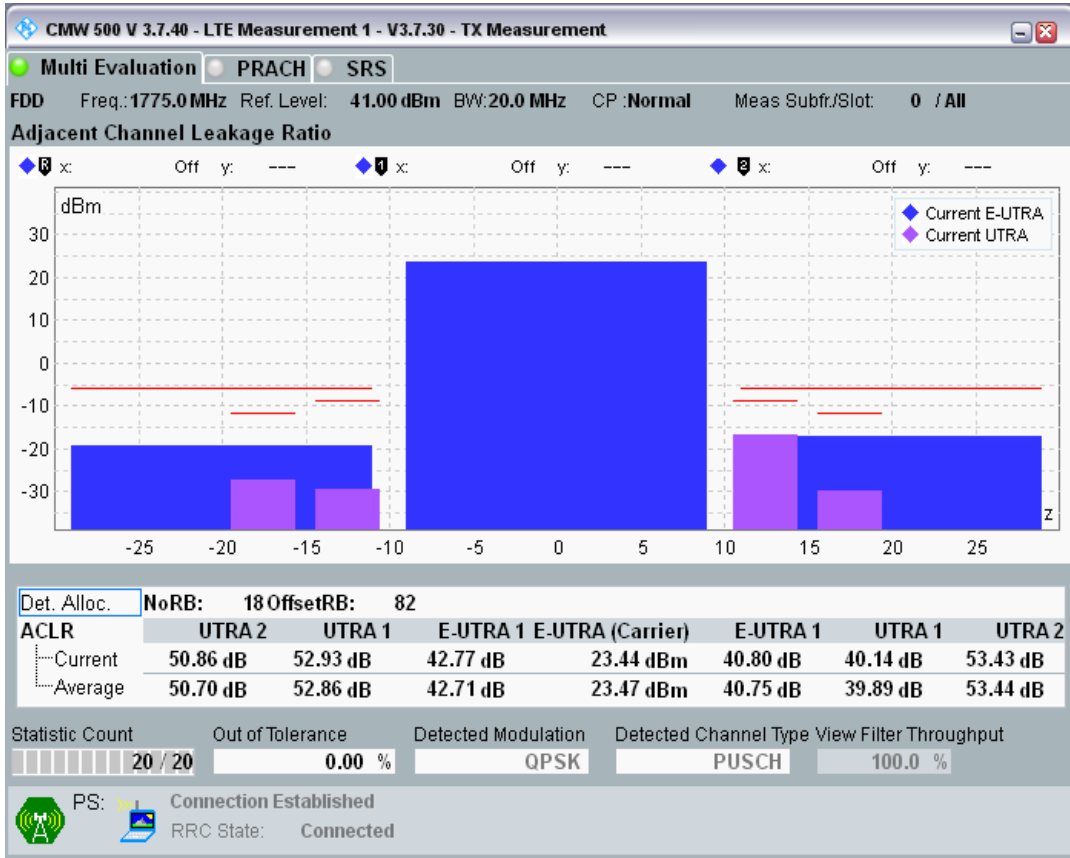 CMW 500 V 3.7.40 - LTE Measurement 1 - V3.7.30 - TX Measurement
Multi Evaluation PRACH SRS
FDD Freq.: 1775.0 MHz Ref. Level: 41.00 dBm BW: 20.0 MHz CP : Normal Meas Subfr./Slot: 0 / All
Adjacent Channel Leakage Ratio
R x: Off y: --- 1 x: Off y: --- 2 x: Off y: ---
dBm
Current E-UTRA
Current UTRA
30
20
10
0
-10
-20
-30
z
-25 -20 -15 -10 -5 0 5 10 15 20 25
Det. Alloc. NoRB: 18 OffsetRB: 82
ACLR UTRA 2 UTRA 1 E-UTRA 1 E-UTRA (Carrier) E-UTRA 1 UTRA 1 UTRA 2
Current 50.86 dB 52.93 dB 42.77 dB 23.44 dBm 40.80 dB 40.14 dB 53.43 dB
Average 50.70 dB 52.86 dB 42.71 dB 23.47 dBm 40.75 dB 39.89 dB 53.44 dB
Statistic Count Out of Tolerance Detected Modulation Detected Channel Type View Filter Throughput
20 / 20 0.00 % QPSK PUSCH 100.0 %
PS: Connection Established
RRC State: Connected